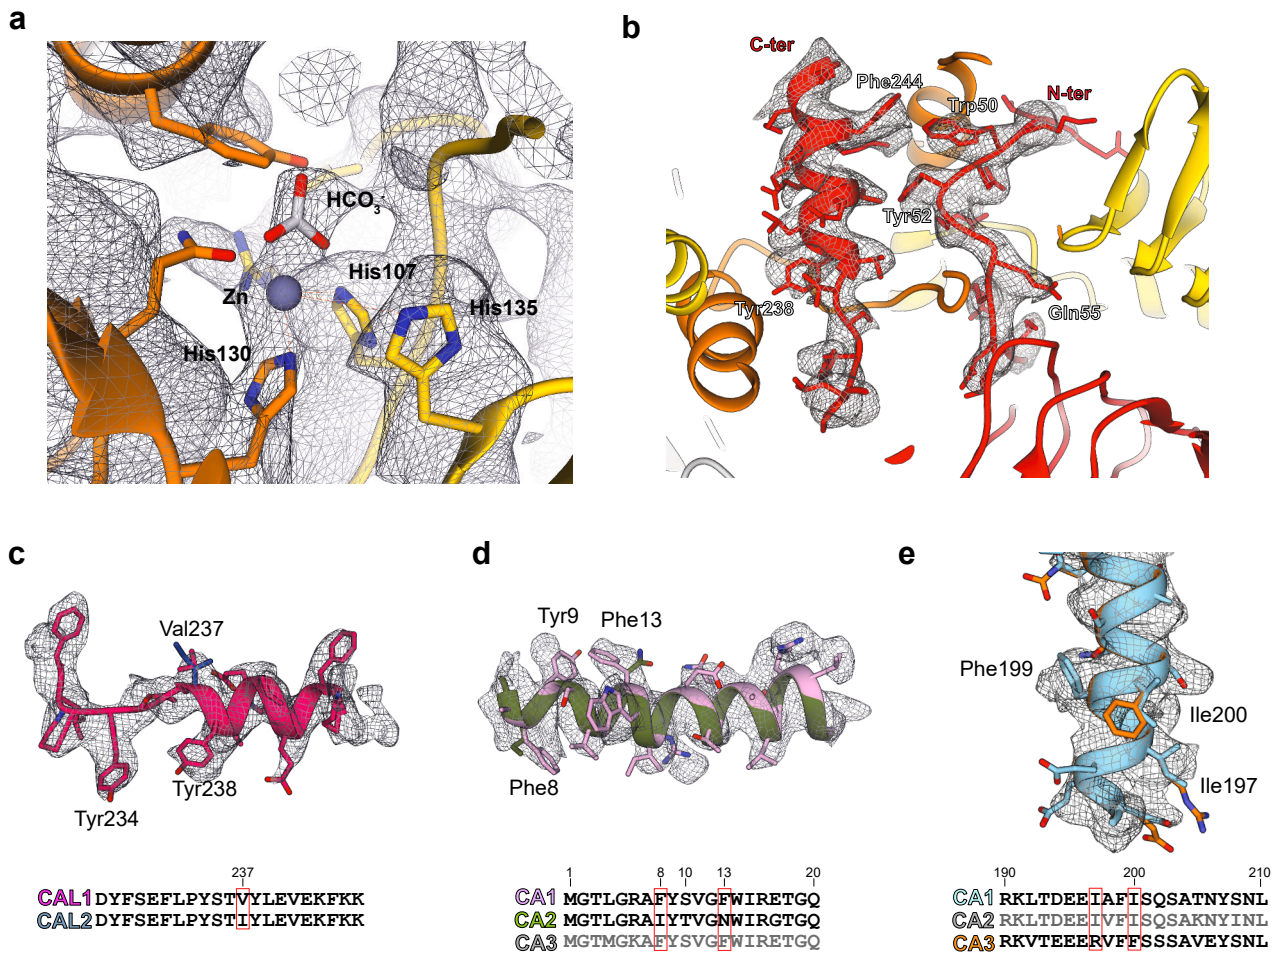 a
HCO3-
Zn
His107
His135
His130
b
C-ter
Phe244
Trp50
N-ter
Tyr52
Tyr238
Gln55
c
Val237
Tyr238
Tyr234
237
CAL1 DYFSEFLPYSTVYLEVEKFKK
CAL2 DYFSEFLPYSTIYLEVEKFKK
d
Tyr9 Phe13
Phe8
1 8 10 13 20
CA1 MGTLGRAFYSVGFWIRETGQ
CA2 MGTLGRAIYTVGNWIRETGQ
CA3 MGTMGKAFYSVGFWIRETGQ
e
Phe199
Ile200
Ile197
190 200 210
CA1 RKLTDEEIAFISQSATNYSNL
CA2 RKLTDEEIVFISQSAKNYINL
CA3 RKVTEEERVFFSSSAVEYSNL